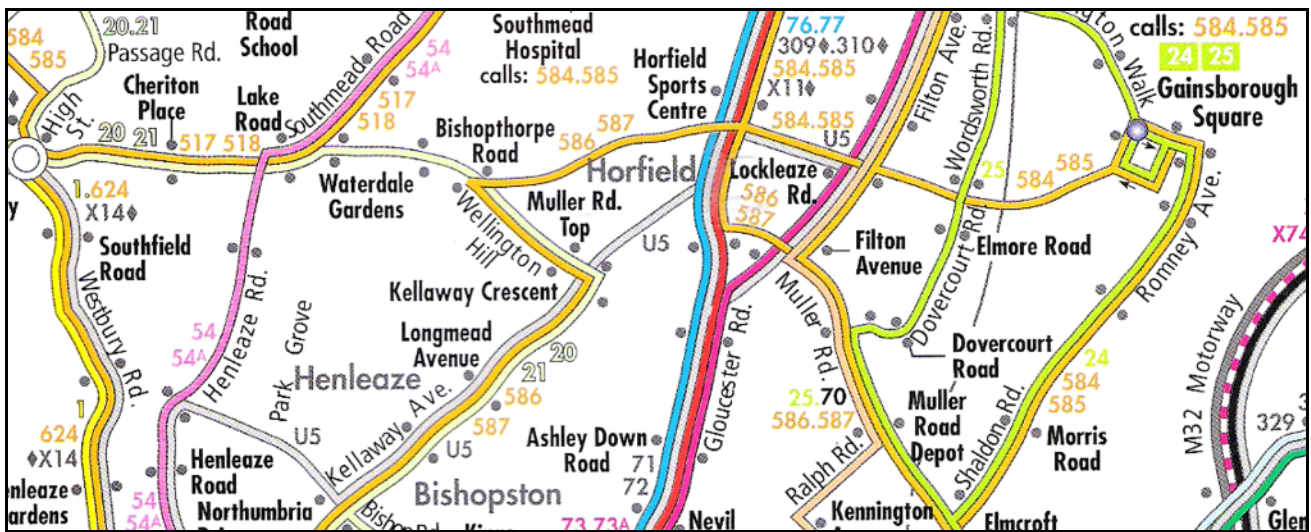 584
585
20.21
Passage Rd.
Road
School
54
54A
Southmead Road
Southmead
Hospital
calls: 584.585
Horfield
Sports
Centre
76.77
309♦.310♦
584.585
X11♦
584.585
U5
Filton Ave.
Wordsworth Rd.
ngton Walk
calls: 584.585
24 25
Gainsborough
Square
High St.
Cheriton
Place
Lake
Road
517
518
20 21
517 518
Bishopthorpe
Road
586
587
Horfield
Lockleaze
Rd.
586
587
25
584
585
1.624
X14♦
Southfield
Road
Waterdale
Gardens
Wellington
Hill
Muller Rd.
Top
U5
Filton
Avenue
Elmore Road
Romney Ave.
X74
y
Westbury Rd.
Henleaze Rd.
54
54A
Park Grove
Kellaway Crescent
Longmead
Avenue
Muller Rd.
Dovercourt Rd.
Dovercourt
Road
M32 Motorway
Henleaze
20
21
586
587
Kellaway Ave.
U5
U5
Gloucester Rd.
25.70
586.587
24
584
585
1
624
♦X14
Henleaze
Road
Northumbria
enleaze
ardens
54
54A
Bishopston
Ashley Down
Road
71
72
73.73A
Nevil
Ralph Rd.
Muller
Road
Depot
Shaldon Rd.
Morris
Road
329
Kennington
Elmcroft
Glen